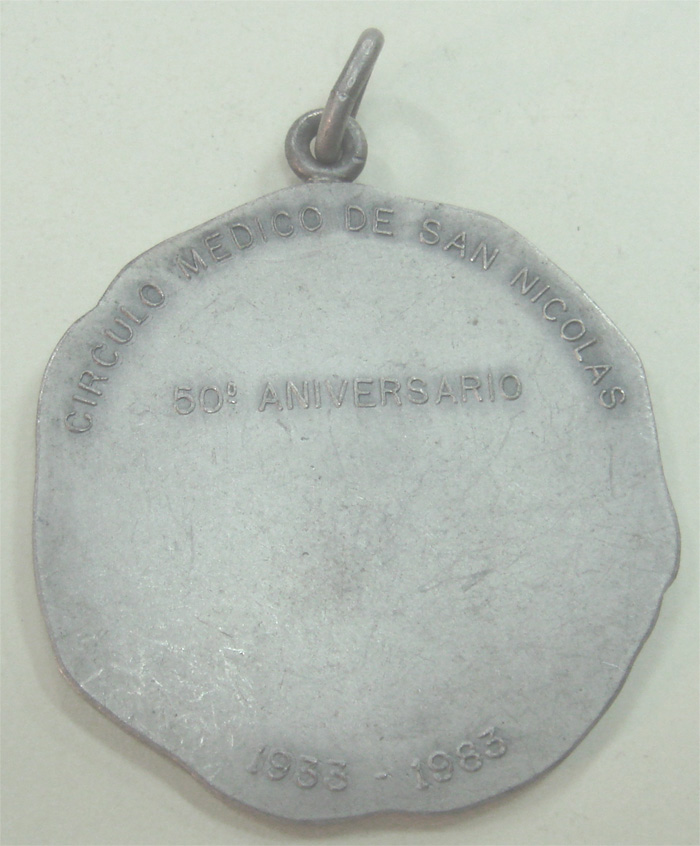 CIRCULO MEDICO DE SAN NICOLAS
50º ANIVERSARIO
1933 - 1983